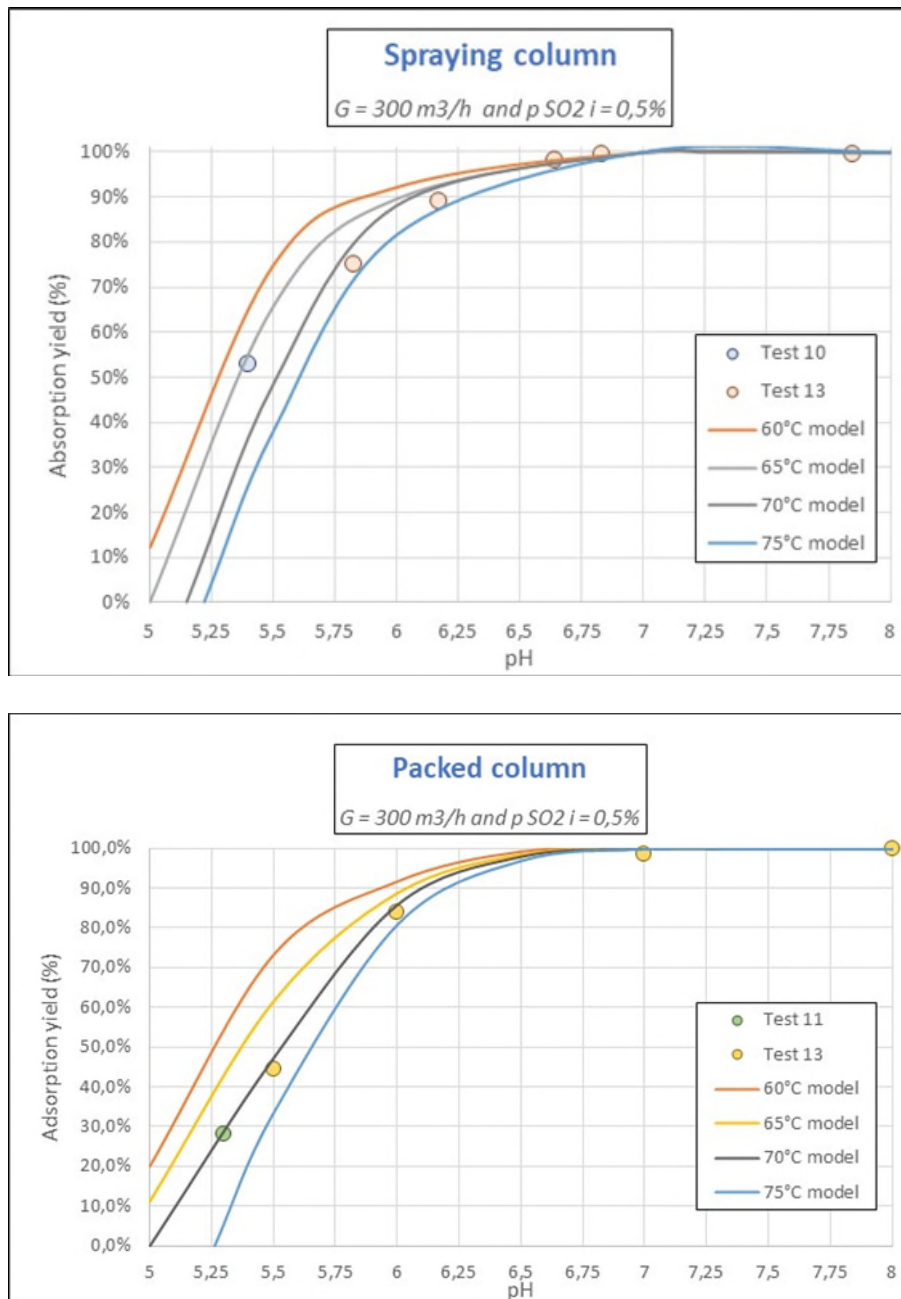 Spraying column
G = 300 m3/h and p SO2 i = 0,5%
100%
90%
80%
70%
60%
50%
40%
30%
20%
10%
0%
Absorption yield (%)
Test 10
Test 13
60°C model
65°C model
70°C model
75°C model
5 5,25 5,5 5,75 6 6,25 6,5 6,75 7 7,25 7,5 7,75 8
pH
Packed column
G = 300 m3/h and p SO2 i = 0,5%
100,0%
90,0%
80,0%
70,0%
60,0%
50,0%
40,0%
30,0%
20,0%
10,0%
0,0%
Adsorption yield (%)
Test 11
Test 13
60°C model
65°C model
70°C model
75°C model
5 5,25 5,5 5,75 6 6,25 6,5 6,75 7 7,25 7,5 7,75 8
pH